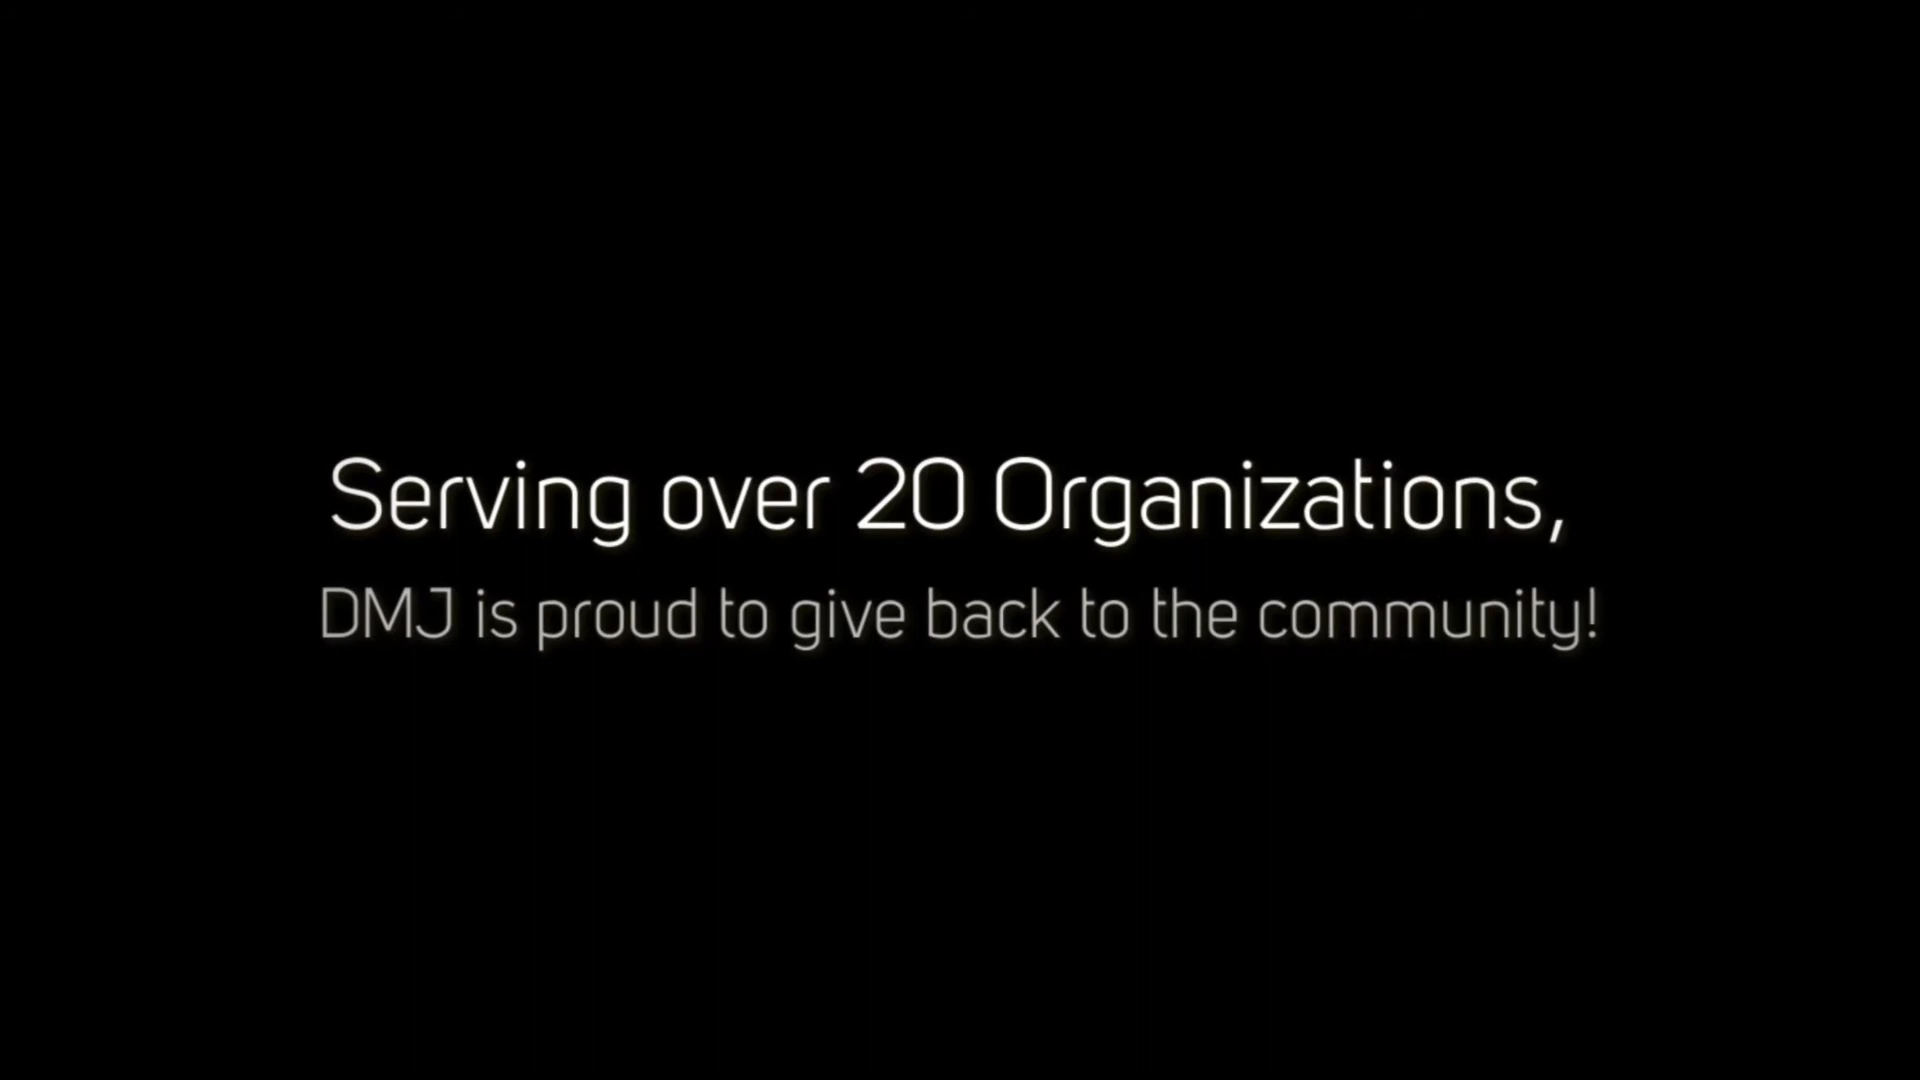 Serving over 20 Organizations,
DMJ is proud to give back to the community!